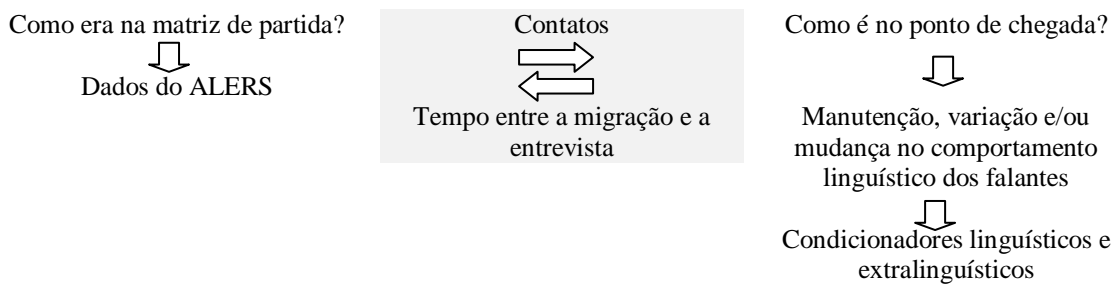 Como era na matriz de partida?
Dados do ALERS
Contatos
Tempo entre a migração e a
entrevista
Como é no ponto de chegada?
Manutenção, variação e/ou
mudança no comportamento
linguístico dos falantes
Condicionadores linguísticos e
extralinguísticos